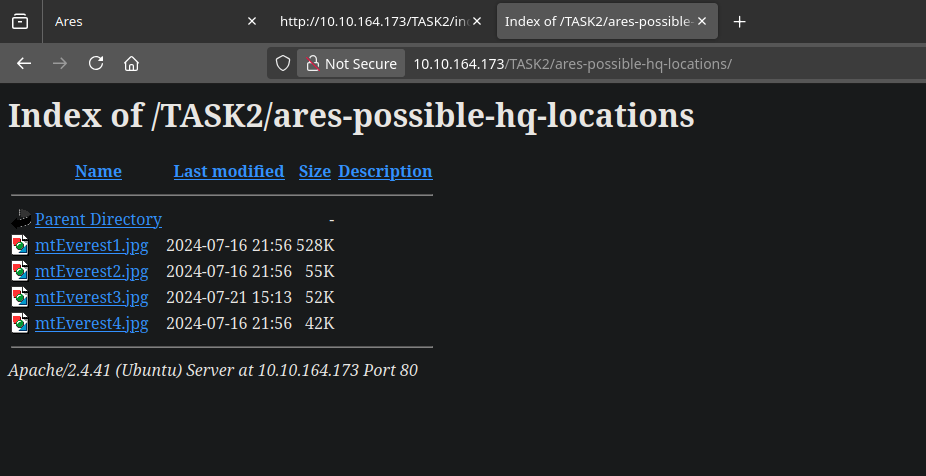 Ares
http://10.10.164.173/TASK2/in
Index of /TASK2/ares-possible-
Not Secure
10.10.164.173/TASK2/ares-possible-hq-locations/
Index of /TASK2/ares-possible-hq-locations
Name Last modified Size Description
Parent Directory -
mtEverest1.jpg 2024-07-16 21:56 528K
mtEverest2.jpg 2024-07-16 21:56 55K
mtEverest3.jpg 2024-07-21 15:13 52K
mtEverest4.jpg 2024-07-16 21:56 42K
Apache/2.4.41 (Ubuntu) Server at 10.10.164.173 Port 80